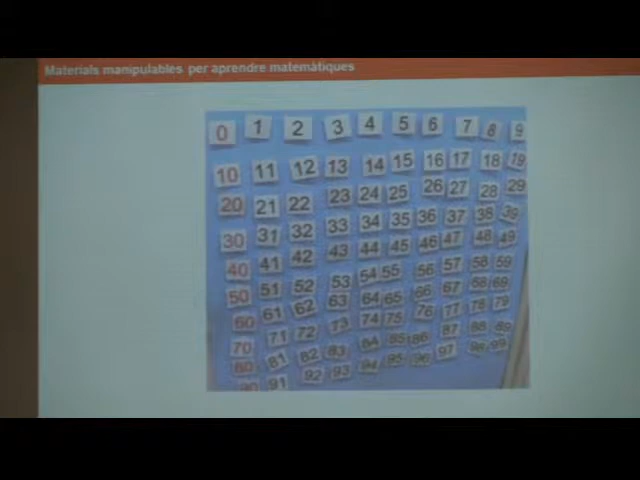 Materials manipulables per aprendre matemàtiques
0 1 2 3 4 5 6 7 8 9
10 11 12 13 14 15 16 17 18 19
20 21 22 23 24 25 26 27 28 29
30 31 32 33 34 35 36 37 38 39
40 41 42 43 44 45 46 47 48 49
50 51 52 53 54 55 56 57 58 59
60 61 62 63 64 65 66 67 68 69
70 71 72 73 74 75 76 77 78 79
80 81 82 83 84 85 86 87 88 89
90 91 92 93 94 95 96 97 98 99